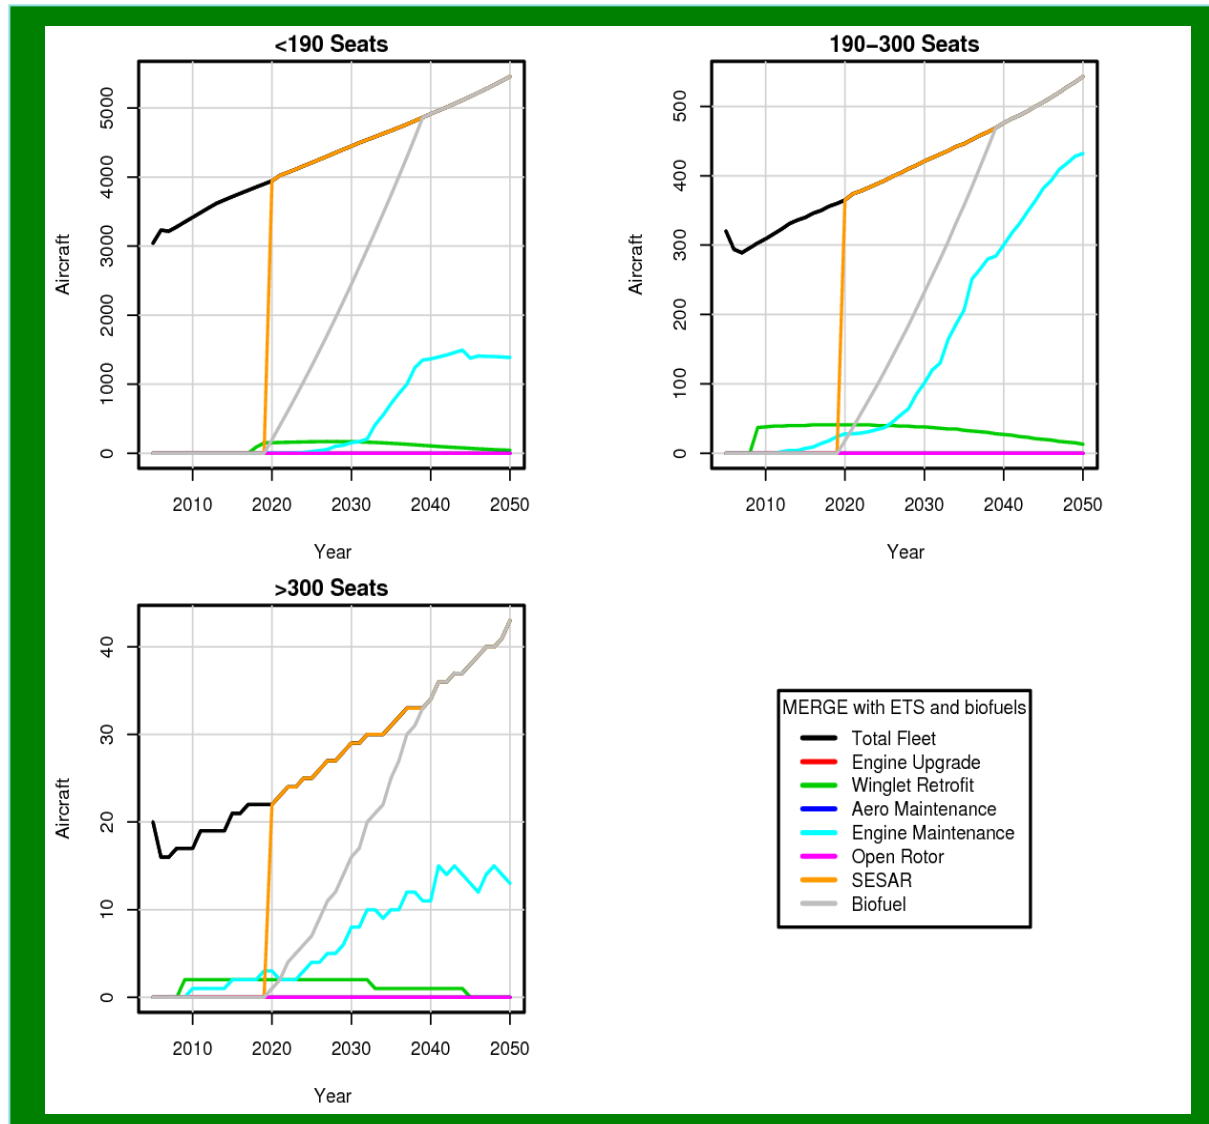 <190 Seats
5000
4000
3000
2000
1000
0
Aircraft
2010 2020 2030 2040 2050
Year
190−300 Seats
500
400
300
200
100
0
Aircraft
2010 2020 2030 2040 2050
Year
>300 Seats
40
30
20
10
0
Aircraft
2010 2020 2030 2040 2050
Year
MERGE with ETS and biofuels
Total Fleet
Engine Upgrade
Winglet Retrofit
Aero Maintenance
Engine Maintenance
Open Rotor
SESAR
Biofuel